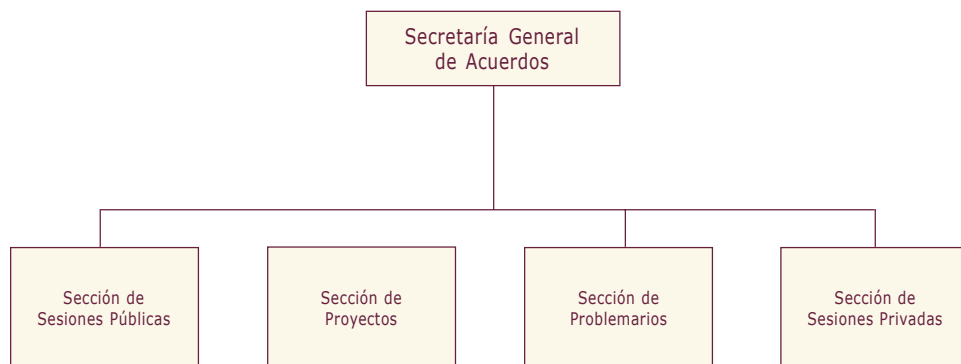 Secretaría General
de Acuerdos
Sección de
Sesiones Públicas
Sección de
Proyectos
Sección de
Problemarios
Sección de
Sesiones Privadas